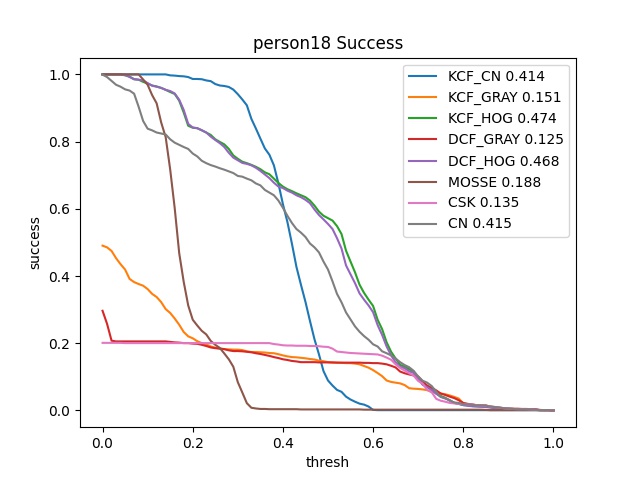 person18 Success
KCF_CN 0.414
KCF_GRAY 0.151
KCF_HOG 0.474
DCF_GRAY 0.125
DCF_HOG 0.468
MOSSE 0.188
CSK 0.135
CN 0.415
success
1.0
0.8
0.6
0.4
0.2
0.0
0.0 0.2 0.4 0.6 0.8 1.0
thresh